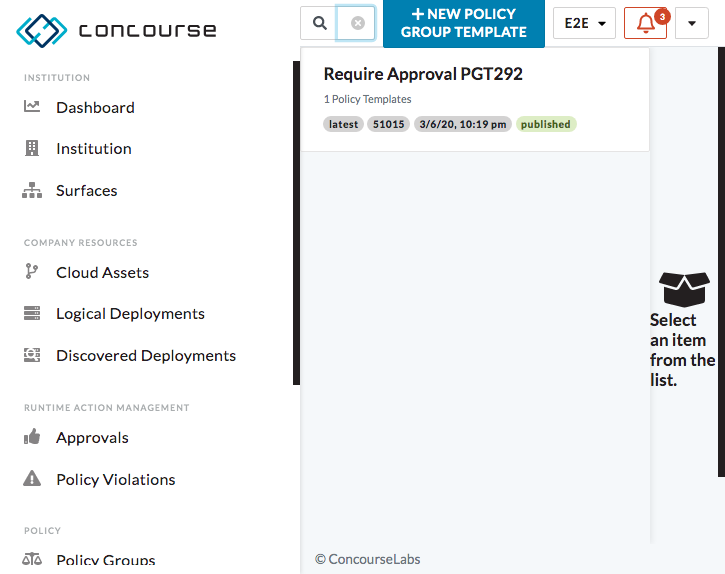 concourse
INSTITUTION
Dashboard
Institution
Surfaces
COMPANY RESOURCES
Cloud Assets
Logical Deployments
Discovered Deployments
RUNTIME ACTION MANAGEMENT
Approvals
Policy Violations
POLICY
Policy Groups
+ NEW POLICY
GROUP TEMPLATE
E2E
3
Require Approval PGT292
1 Policy Templates
latest 51015 3/6/20, 10:19 pm published
Select
an item
from the
list.
© ConcourseLabs